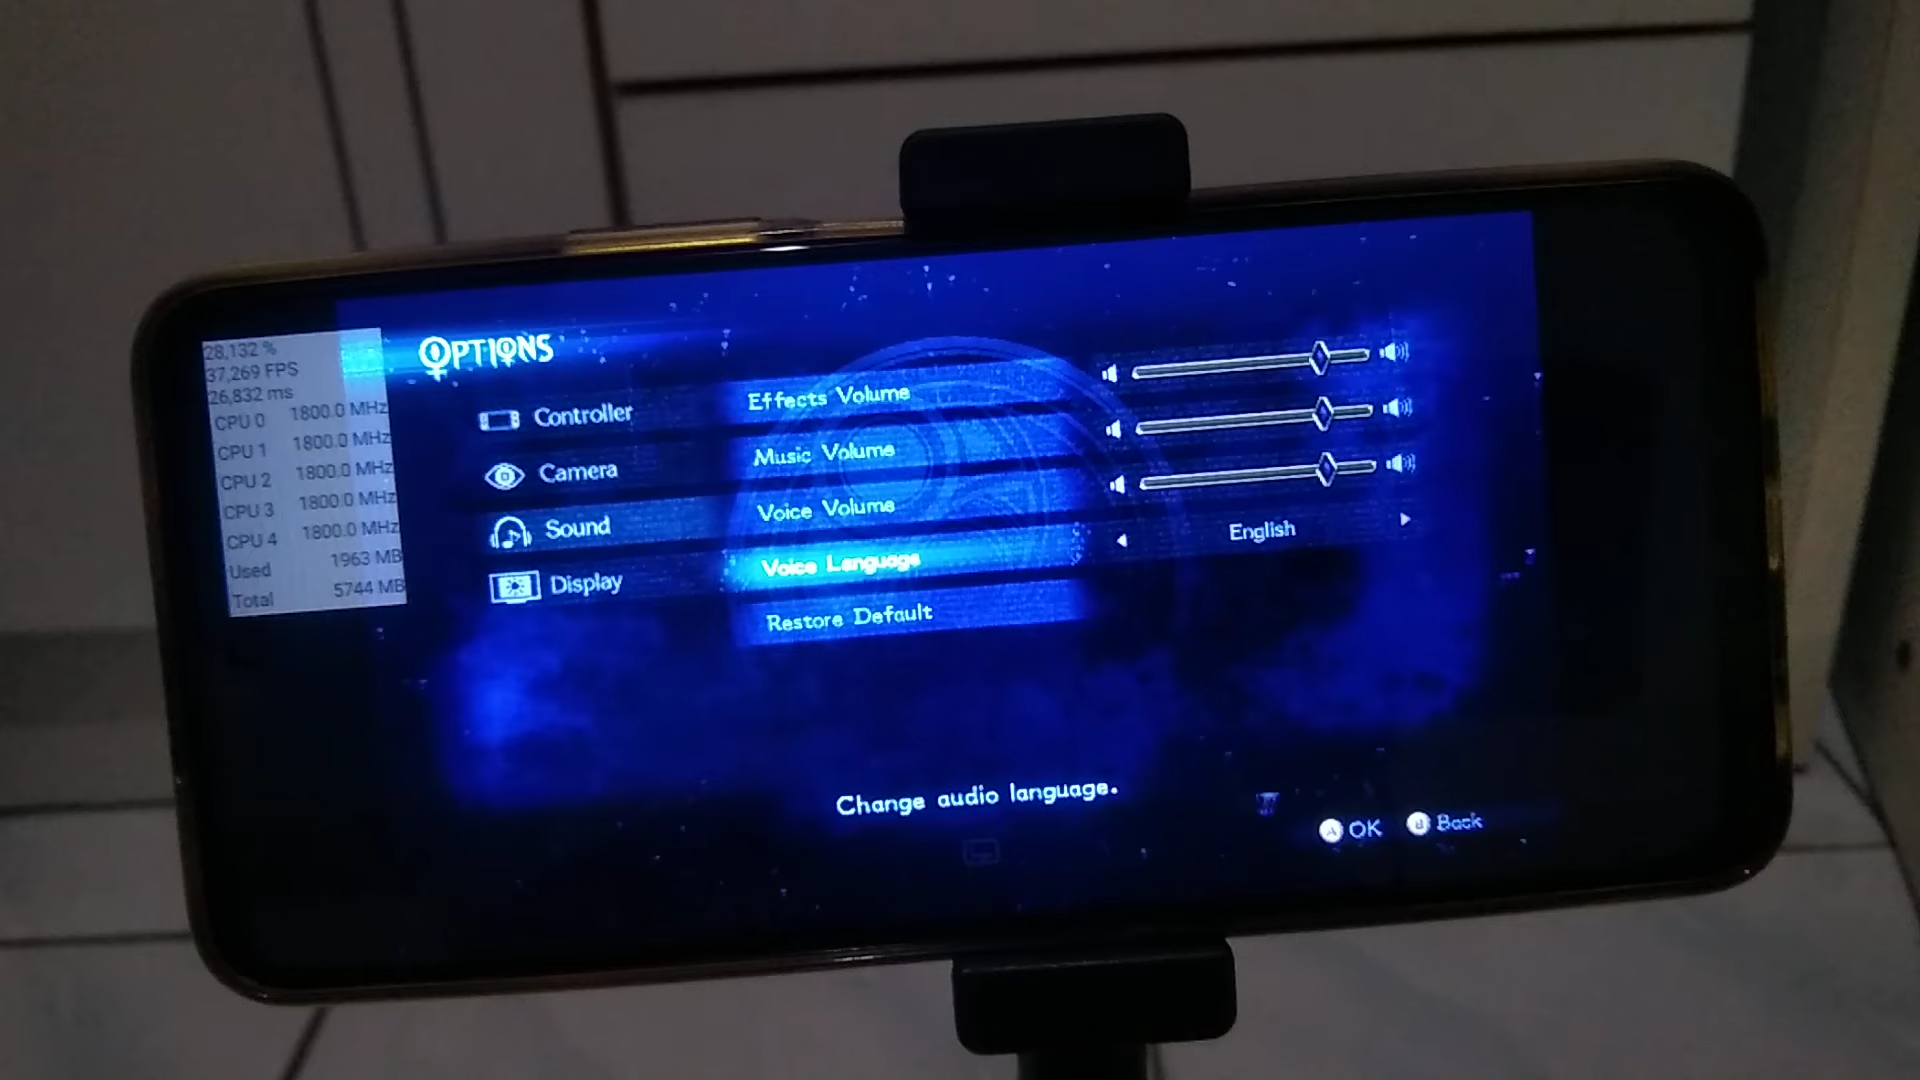 28,132 %
37,269 FPS
26,832 ms
CPU 0 1800.0 MHz
CPU 1 1800.0 MHz
CPU 2 1800.0 MHz
CPU 3 1800.0 MHz
CPU 4 1800.0 MHz
Used 1963 MB
Total 5744 MB
OPTIONS
Controller
Camera
Sound
Display
Effects Volume
Music Volume
Voice Volume
Voice Language
English
Restore Default
Change audio language.
A OK
B Back